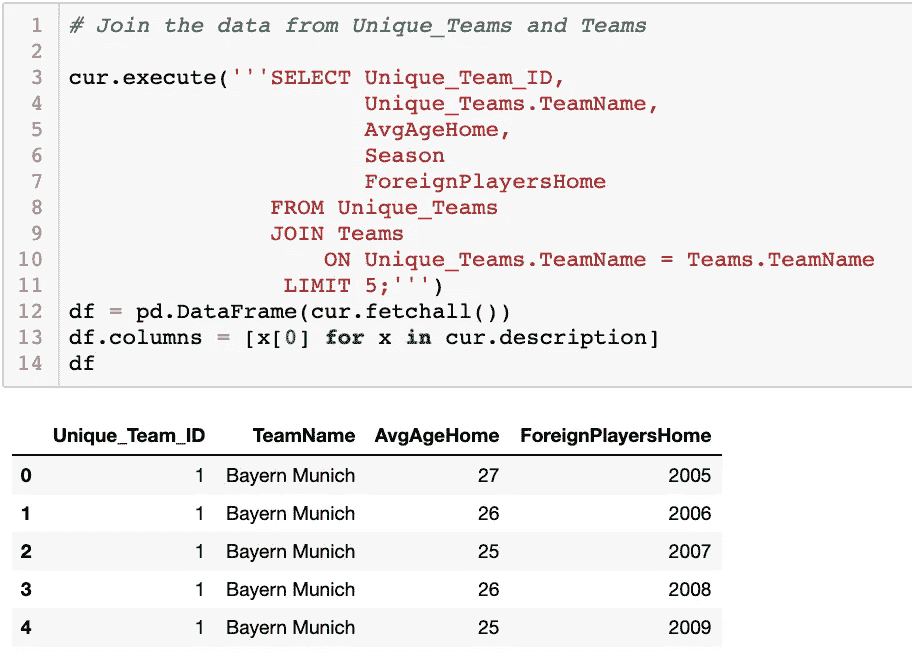 1 # Join the data from Unique_Teams and Teams
2
3 cur.execute('''SELECT Unique_Team_ID,
4 Unique_Teams.TeamName,
5 AvgAgeHome,
6 Season
7 ForeignPlayersHome
8 FROM Unique_Teams
9 JOIN Teams
10 ON Unique_Teams.TeamName = Teams.TeamName
11 LIMIT 5;''')
12 df = pd.DataFrame(cur.fetchall())
13 df.columns = [x[0] for x in cur.description]
14 df
Unique_Team_ID TeamName AvgAgeHome ForeignPlayersHome
0 1 Bayern Munich 27 2005
1 1 Bayern Munich 26 2006
2 1 Bayern Munich 25 2007
3 1 Bayern Munich 26 2008
4 1 Bayern Munich 25 2009